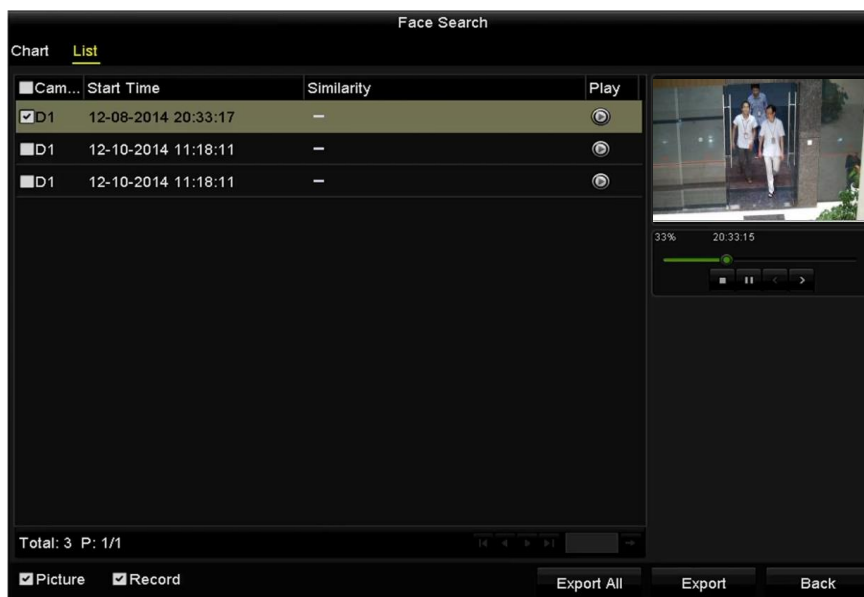 Face Search
Chart List
Cam... Start Time Similarity Play
D1 12-08-2014 20:33:17 –
D1 12-10-2014 11:18:11 –
D1 12-10-2014 11:18:11 –
33% 20:33:15
Total: 3 P: 1/1
Picture Record Export All Export Back